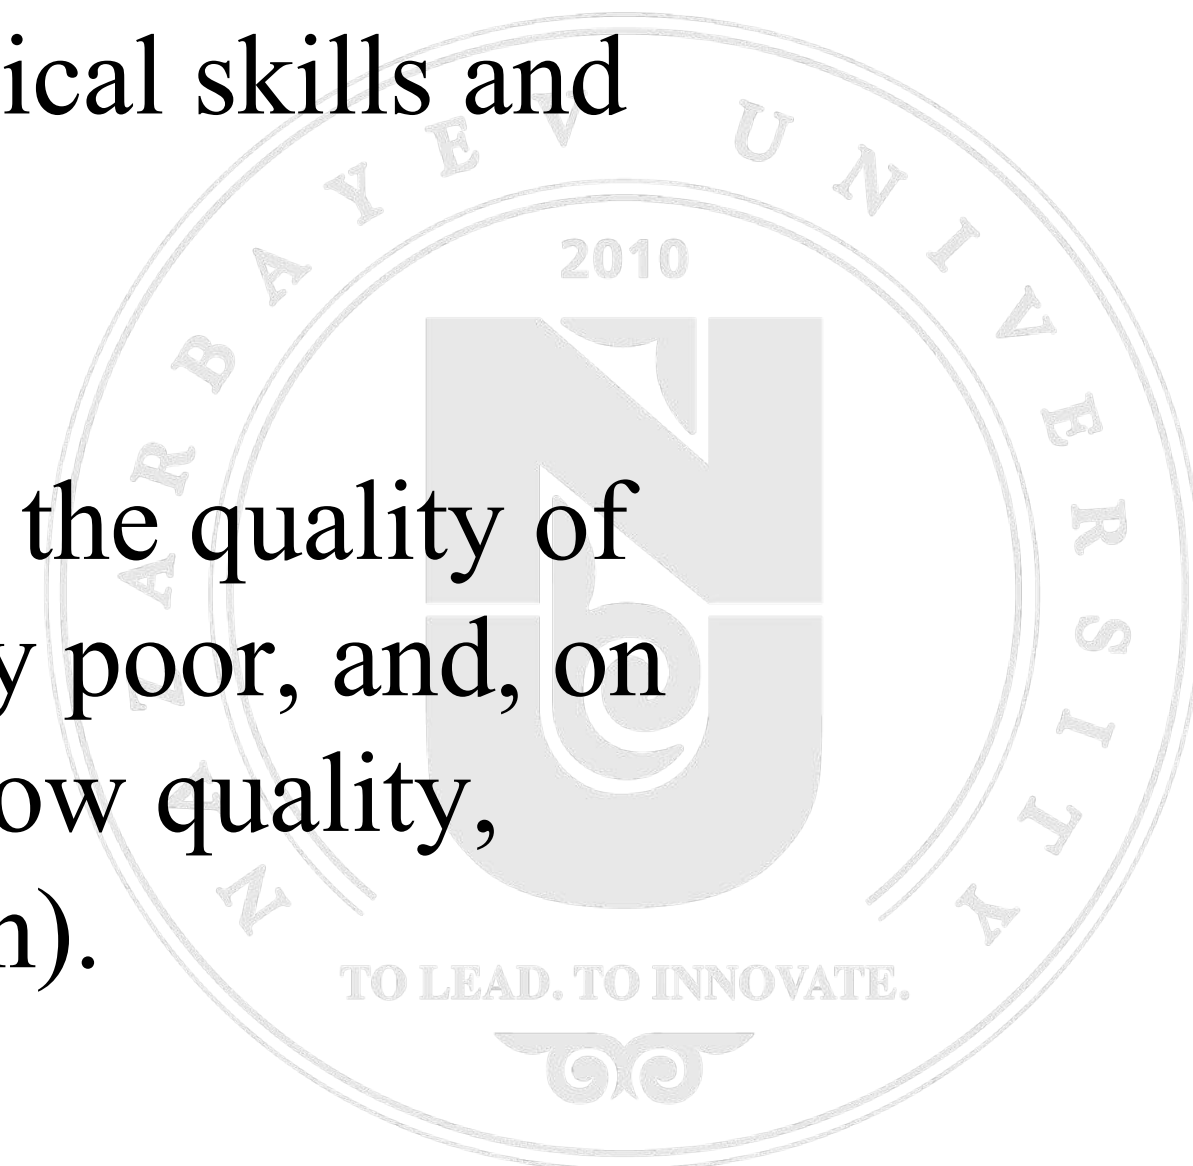 ical skills and
the quality of
y poor, and, on
ow quality,
n).
NAZARBAYEV UNIVERSITY
2010
TO LEAD. TO INNOVATE.